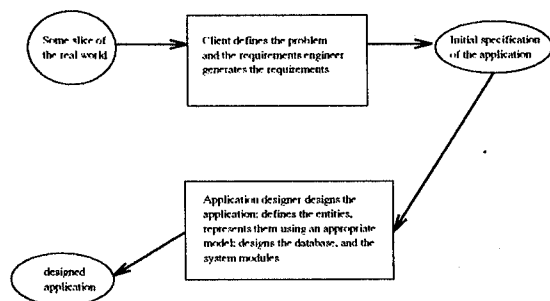 Some slice of
the real world
Client defines the problem
and the requirements engineer
generates the requirements
Initial specification
of the application
Application designer designs the
application: defines the entities,
represents them using an appropriate
model; designs the database, and the
system modules
designed
application